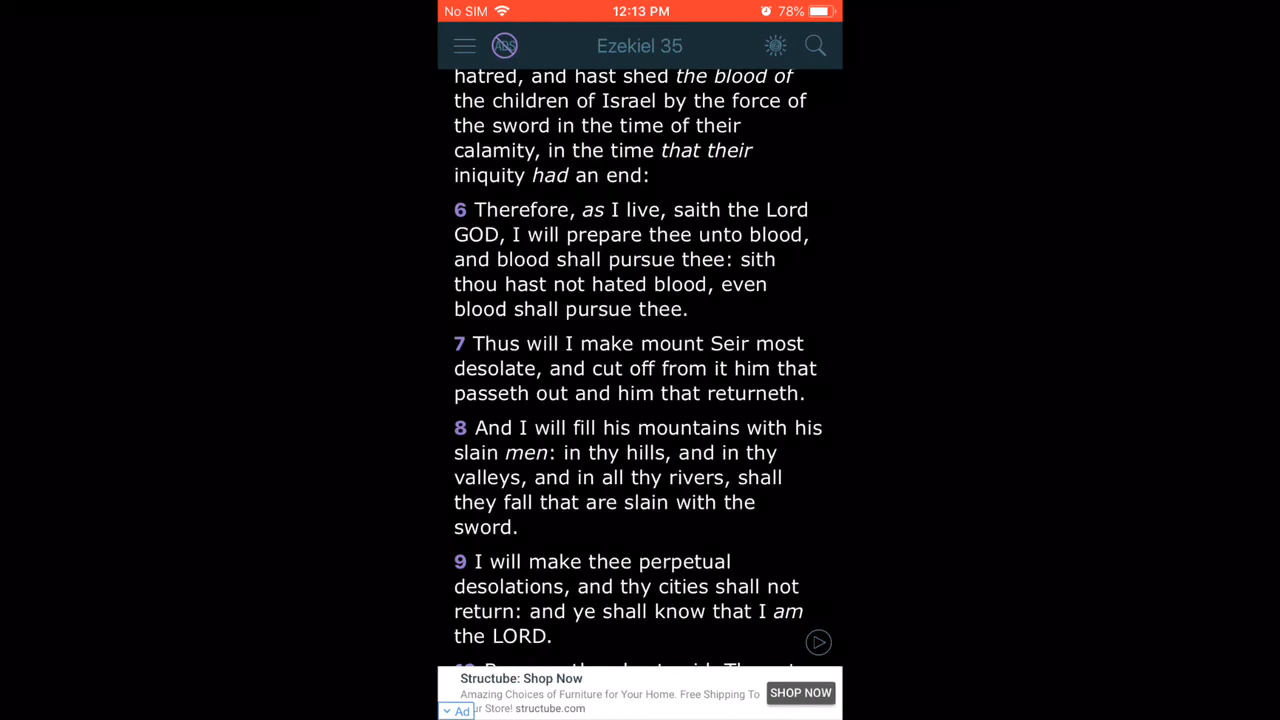 No SIM 12:13 PM 78%
ADS Ezekiel 35
hatred, and hast shed the blood of
the children of Israel by the force of
the sword in the time of their
calamity, in the time that their
iniquity had an end:
6 Therefore, as I live, saith the Lord
GOD, I will prepare thee unto blood,
and blood shall pursue thee: sith
thou hast not hated blood, even
blood shall pursue thee.
7 Thus will I make mount Seir most
desolate, and cut off from it him that
passeth out and him that returneth.
8 And I will fill his mountains with his
slain men: in thy hills, and in thy
valleys, and in all thy rivers, shall
they fall that are slain with the
sword.
9 I will make thee perpetual
desolations, and thy cities shall not
return: and ye shall know that I am
the LORD.
Structube: Shop Now
Amazing Choices of Furniture for Your Home. Free Shipping To
ur Store! structube.com
SHOP NOW
Ad